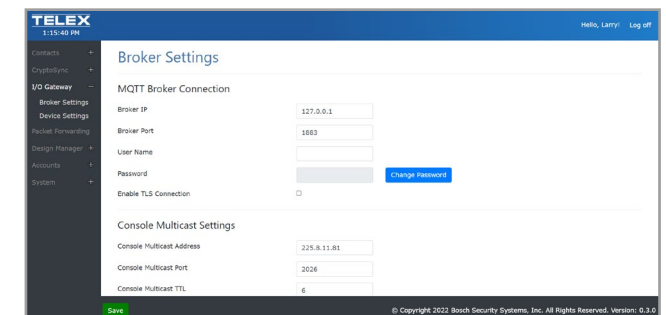 TELEX
1:15:40 PM
Hello, Larry! Log off
Contacts +
CryptoSync +
I/O Gateway −
Broker Settings
Device Settings
Packet Forwarding
Design Manager +
Accounts +
System +
Broker Settings
MQTT Broker Connection
Broker IP 127.0.0.1
Broker Port 1883
User Name
Password Change Password
Enable TLS Connection
Console Multicast Settings
Console Multicast Address 225.8.11.81
Console Multicast Port 2026
Console Multicast TTL 6
Save © Copyright 2022 Bosch Security Systems, Inc. All Rights Reserved. Version: 0.3.0